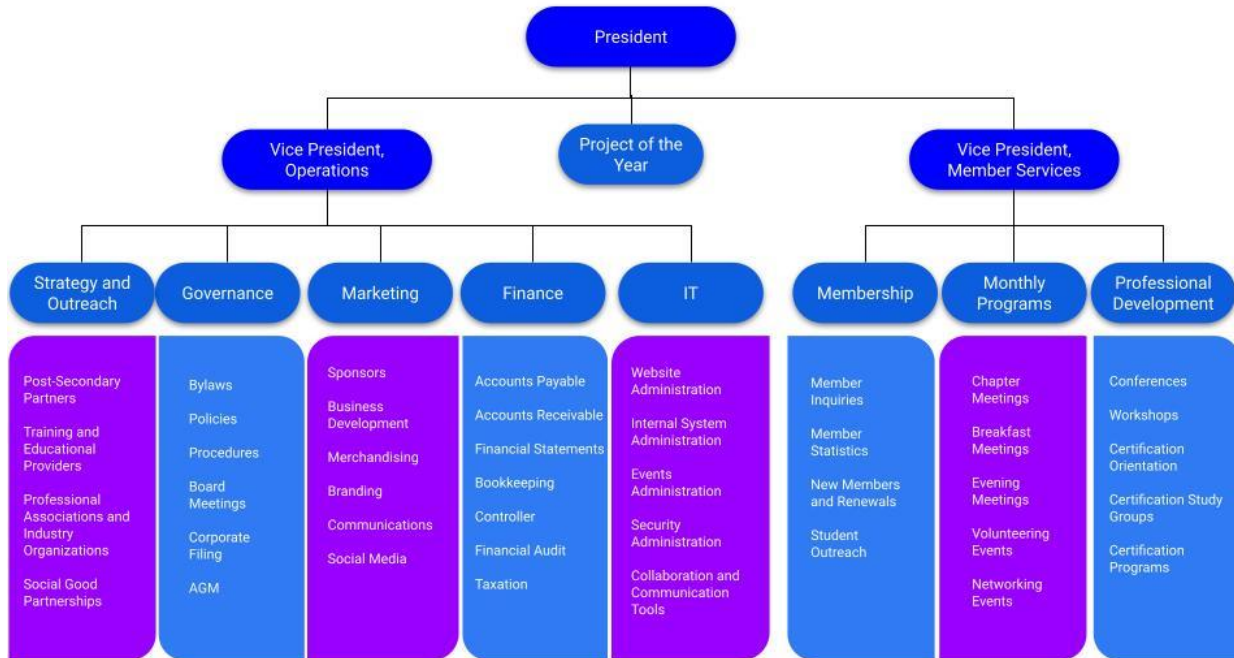 President
Vice President,
Operations
Project of the
Year
Vice President,
Member Services
Strategy and
Outreach
Governance
Marketing
Finance
IT
Membership
Monthly
Programs
Professional
Development
Post-Secondary
Partners
Training and
Educational
Providers
Professional
Associations and
Industry
Organizations
Social Good
Partnerships
Bylaws
Policies
Procedures
Board
Meetings
Corporate
Filing
AGM
Sponsors
Business
Development
Merchandising
Branding
Communications
Social Media
Accounts Payable
Accounts Receivable
Financial Statements
Bookkeeping
Controller
Financial Audit
Taxation
Website
Administration
Internal System
Administration
Events
Administration
Security
Administration
Collaboration and
Communication
Tools
Member
Inquiries
Member
Statistics
New Members
and Renewals
Student
Outreach
Chapter
Meetings
Breakfast
Meetings
Evening
Meetings
Volunteering
Events
Networking
Events
Conferences
Workshops
Certification
Orientation
Certification Study
Groups
Certification
Programs